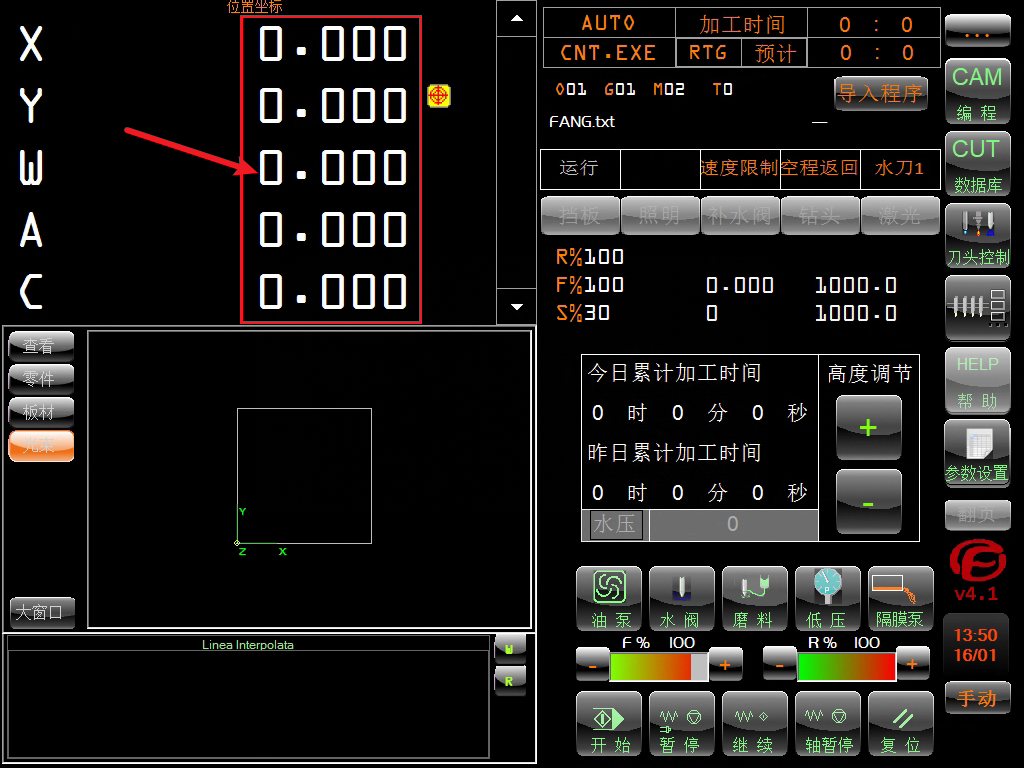 位置坐标
X 0.000
Y 0.000
W 0.000
A 0.000
C 0.000
AUTO 加工时间 0 : 0
CNT.EXE RTG 预计 0 : 0
O01 G01 M02 T0
导入程序
FANG.txt —
运行 速度限制 空程返回 水刀1
挡板 照明 补水阀 钻头 激光
R%100
F%100 0.000 1000.0
S%30 0 1000.0
查看
零件
板材
光束
大窗口
Y
Z X
今日累计加工时间
0 时 0 分 0 秒
昨日累计加工时间
0 时 0 分 0 秒
水压 0
高度调节
+
-
Linea Interpolata
W
R
油 泵 水 阀 磨 料 低 压 隔膜泵
F % 100 R % 100
- + - +
开 始 暂 停 继 续 轴暂停 复 位
...
CAM
编 程
CUT
数据库
刀头控制
HELP
帮 助
参数设置
翻页
v4.1
13:50
16/01
手动